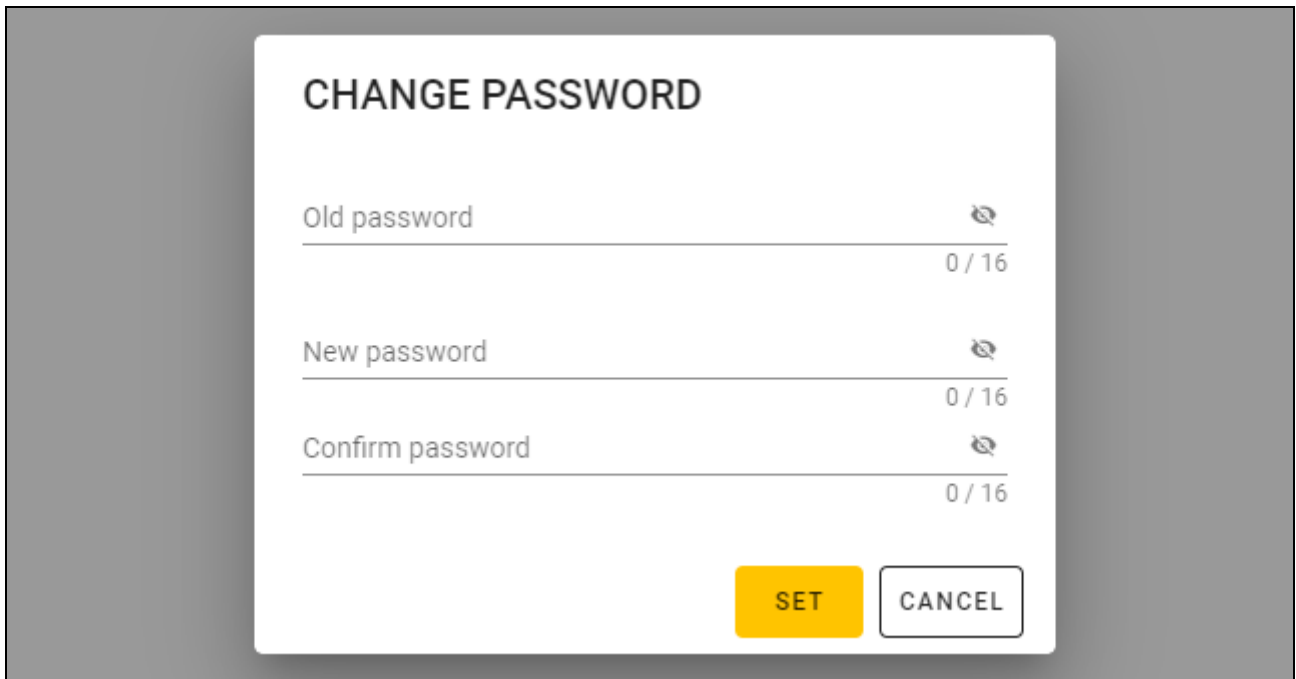 CHANGE PASSWORD
Old password
0 / 16
New password
0 / 16
Confirm password
0 / 16
SET CANCEL